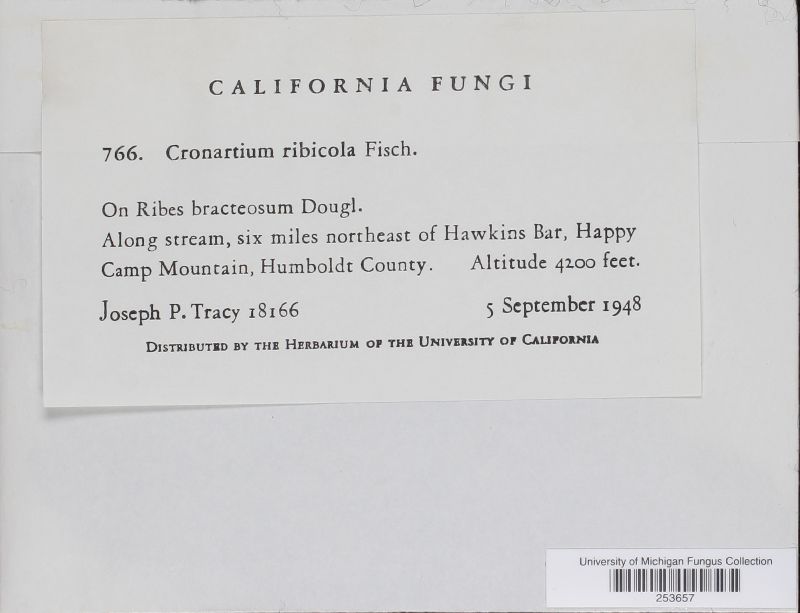 CALIFORNIA FUNGI
766. Cronartium ribicola Fisch.
On Ribes bracteosum Dougl.
Along stream, six miles northeast of Hawkins Bar, Happy
Camp Mountain, Humboldt County. Altitude 4200 feet.
Joseph P. Tracy 18166 5 September 1948
DISTRIBUTED BY THE HERBARIUM OF THE UNIVERSITY OF CALIFORNIA
University of Michigan Fungus Collection
253657